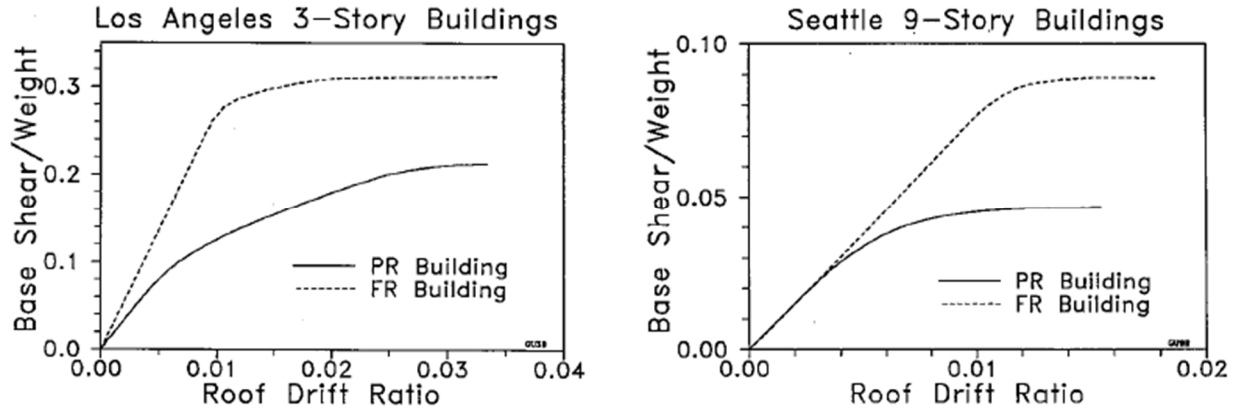 Los Angeles 3-Story Buildings
Base Shear/Weight
0.3
0.2
0.1
0.0
PR Building
FR Building
0.00
0.01
0.02
0.03
0.04
Roof Drift Ratio
Seattle 9-Story Buildings
Base Shear/Weight
0.10
0.05
0.00
PR Building
FR Building
0.00
0.01
0.02
Roof Drift Ratio